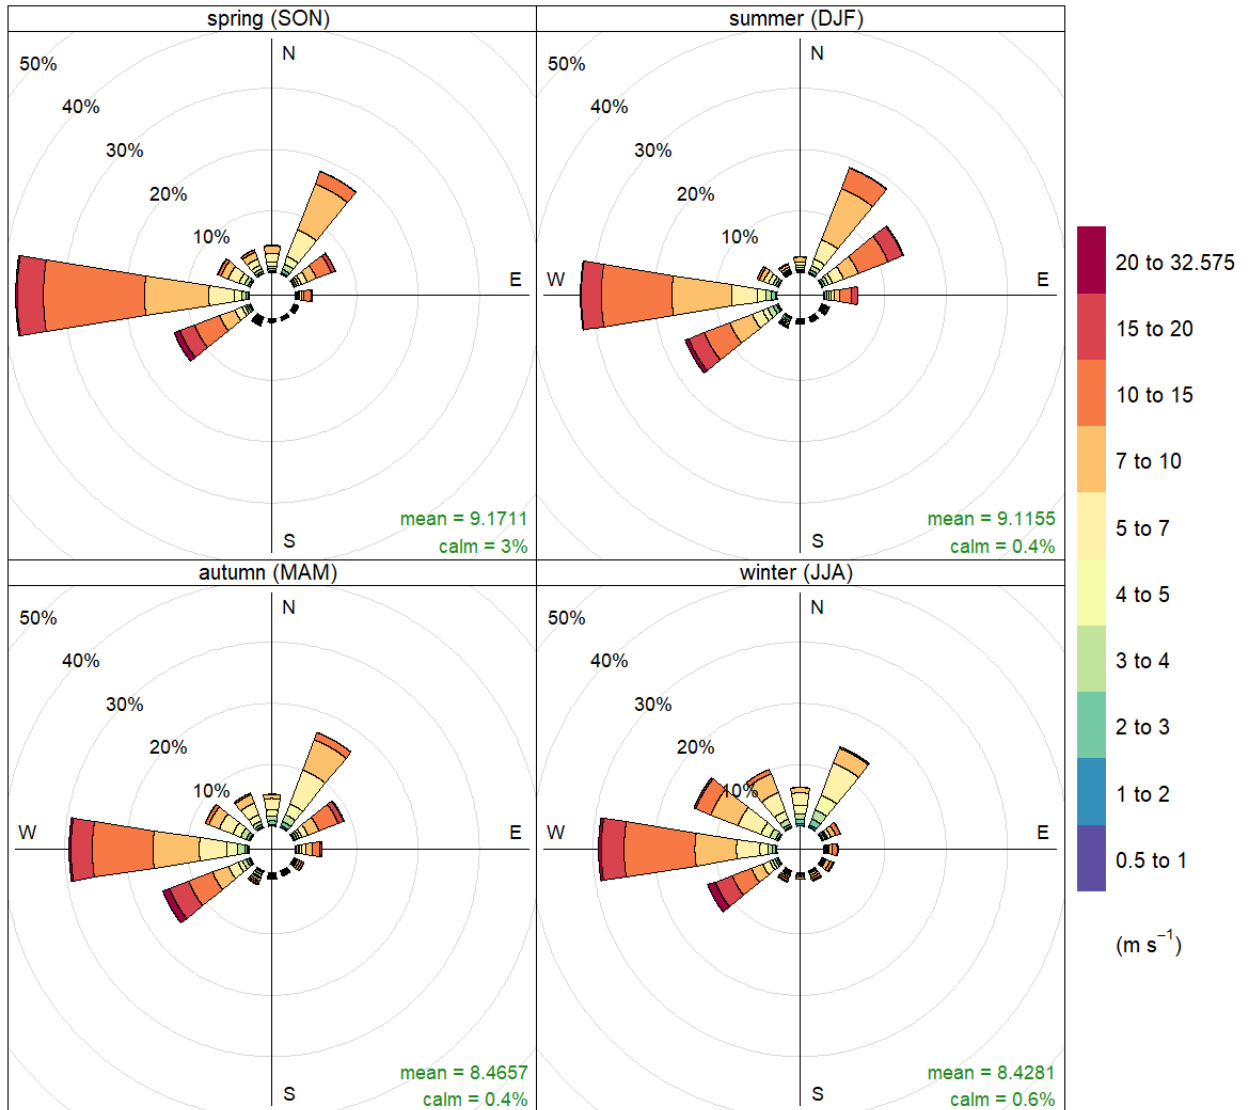 spring (SON)
summer (DJF)
50%
40%
30%
20%
10%
N
E
S
mean = 9.1711
calm = 3%
50%
40%
30%
20%
10%
N
W
E
S
mean = 9.1155
calm = 0.4%
autumn (MAM)
winter (JJA)
50%
40%
30%
20%
10%
N
W
E
S
mean = 8.4657
calm = 0.4%
50%
40%
30%
20%
10%
N
W
E
S
mean = 8.4281
calm = 0.6%
20 to 32.575
15 to 20
10 to 15
7 to 10
5 to 7
4 to 5
3 to 4
2 to 3
1 to 2
0.5 to 1
(m s⁻¹)